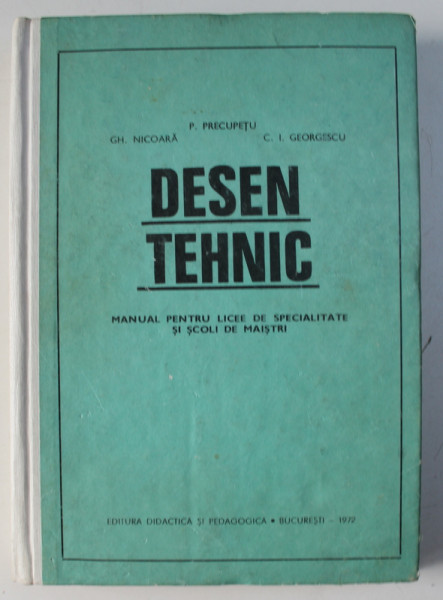 P. PRECUPEȚU
GH. NICOARĂ C. I. GEORGESCU
DESEN
TEHNIC
MANUAL PENTRU LICEE DE SPECIALITATE
ȘI ȘCOLI DE MAIȘTRI
EDITURA DIDACTICĂ ȘI PEDAGOGICĂ • BUCUREȘTI – 1972